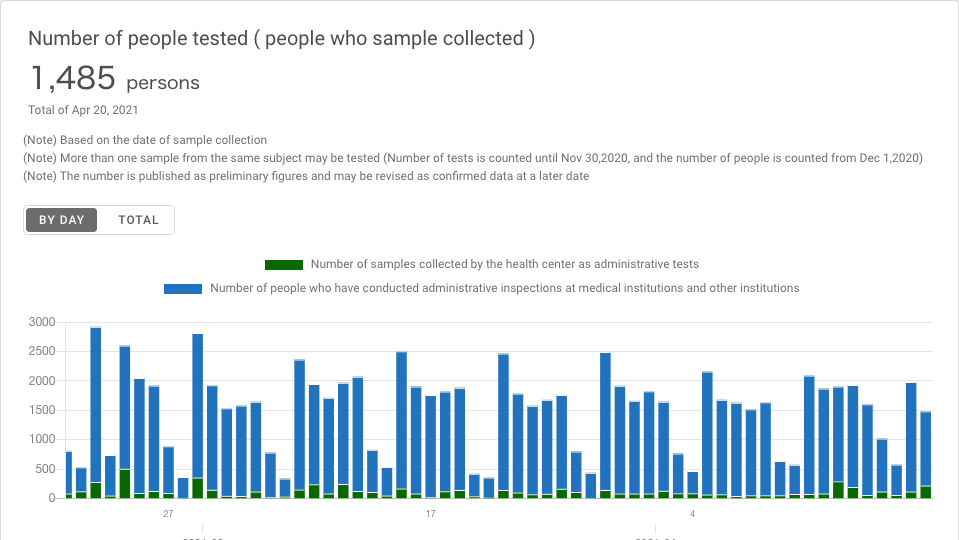 Number of people tested ( people who sample collected )
1,485 persons
Total of Apr 20, 2021
(Note) Based on the date of sample collection
(Note) More than one sample from the same subject may be tested (Number of tests is counted until Nov 30,2020, and the number of people is counted from Dec 1,2020)
(Note) The number is published as preliminary figures and may be revised as confirmed data at a later date
BY DAY TOTAL
Number of samples collected by the health center as administrative tests
Number of people who have conducted administrative inspections at medical institutions and other institutions
3000
2500
2000
1500
1000
500
0
27 17 4